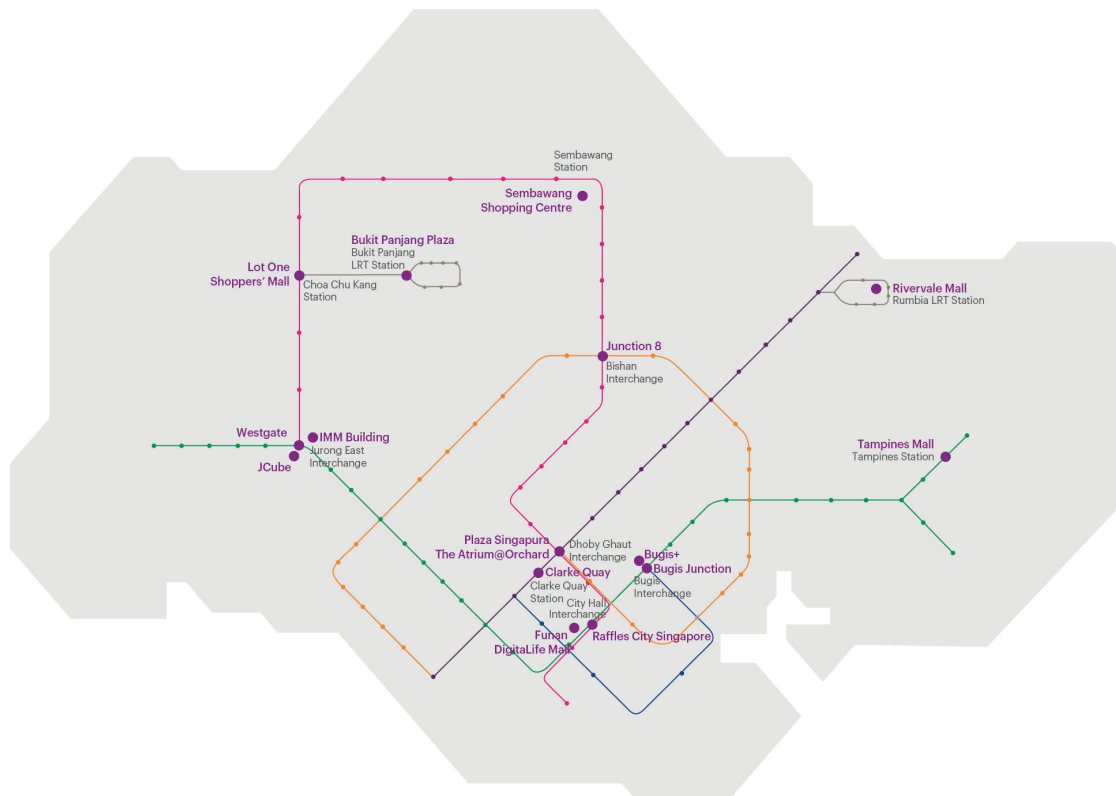 Sembawang
Station
Sembawang
Shopping Centre
Bukit Panjang Plaza
Bukit Panjang
LRT Station
Lot One
Shoppers' Mall
Choa Chu Kang
Station
Rivervale Mall
Rumbia LRT Station
Junction 8
Bishan
Interchange
Westgate
IMM Building
Jurong East
Interchange
JCube
Tampines Mall
Tampines Station
Plaza Singapura
The Atrium@Orchard
Dhoby Ghaut
Interchange
Bugis+
Bugis Junction
Bugis
Interchange
Clarke Quay
Clarke Quay
Station
City Hall
Interchange
Funan
DigitaLife Mall
Raffles City Singapore